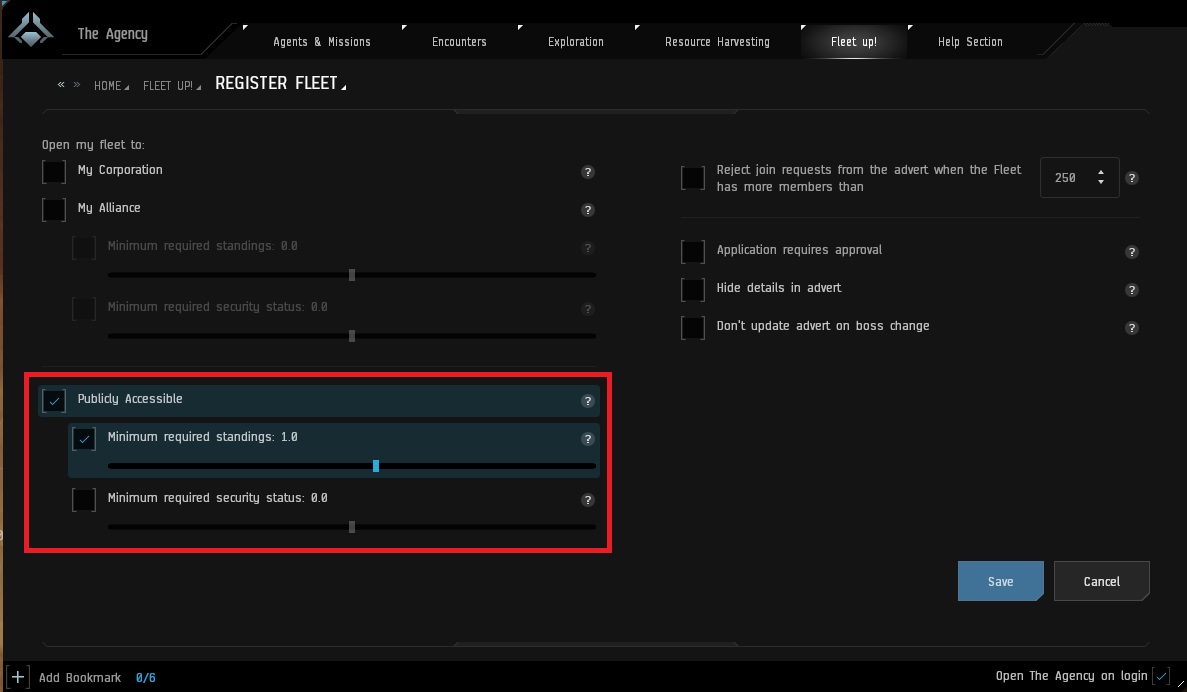 The Agency
Agents & Missions
Encounters
Exploration
Resource Harvesting
Fleet up!
Help Section
« » HOME FLEET UP! REGISTER FLEET
Open my fleet to:
My Corporation ?
My Alliance ?
Minimum required standings: 0.0 ?
Minimum required security status: 0.0 ?
Publicly Accessible ?
Minimum required standings: 1.0 ?
Minimum required security status: 0.0 ?
Reject join requests from the advert when the Fleet
has more members than
250 ?
Application requires approval ?
Hide details in advert ?
Don't update advert on boss change ?
Save
Cancel
Add Bookmark 0/6
Open The Agency on login